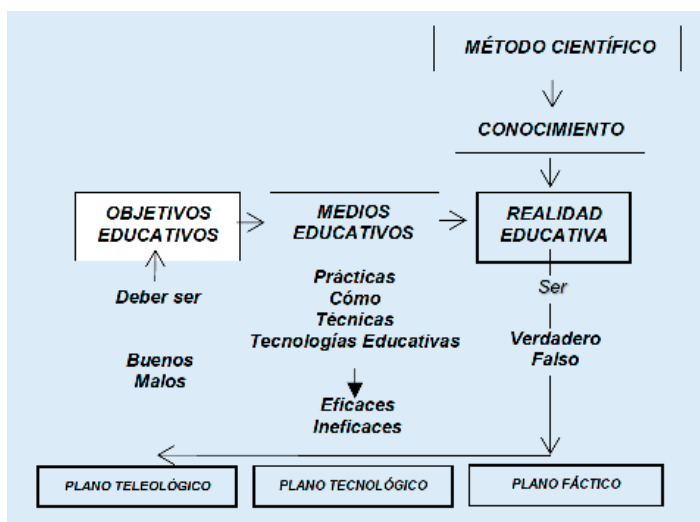 MÉTODO CIENTÍFICO
CONOCIMIENTO
OBJETIVOS
EDUCATIVOS
MEDIOS
EDUCATIVOS
REALIDAD
EDUCATIVA
Deber ser
Buenos
Malos
Prácticas
Cómo
Técnicas
Tecnologías Educativas
Eficaces
Ineficaces
Ser
Verdadero
Falso
PLANO TELEOLÓGICO
PLANO TECNOLÓGICO
PLANO FÁCTICO